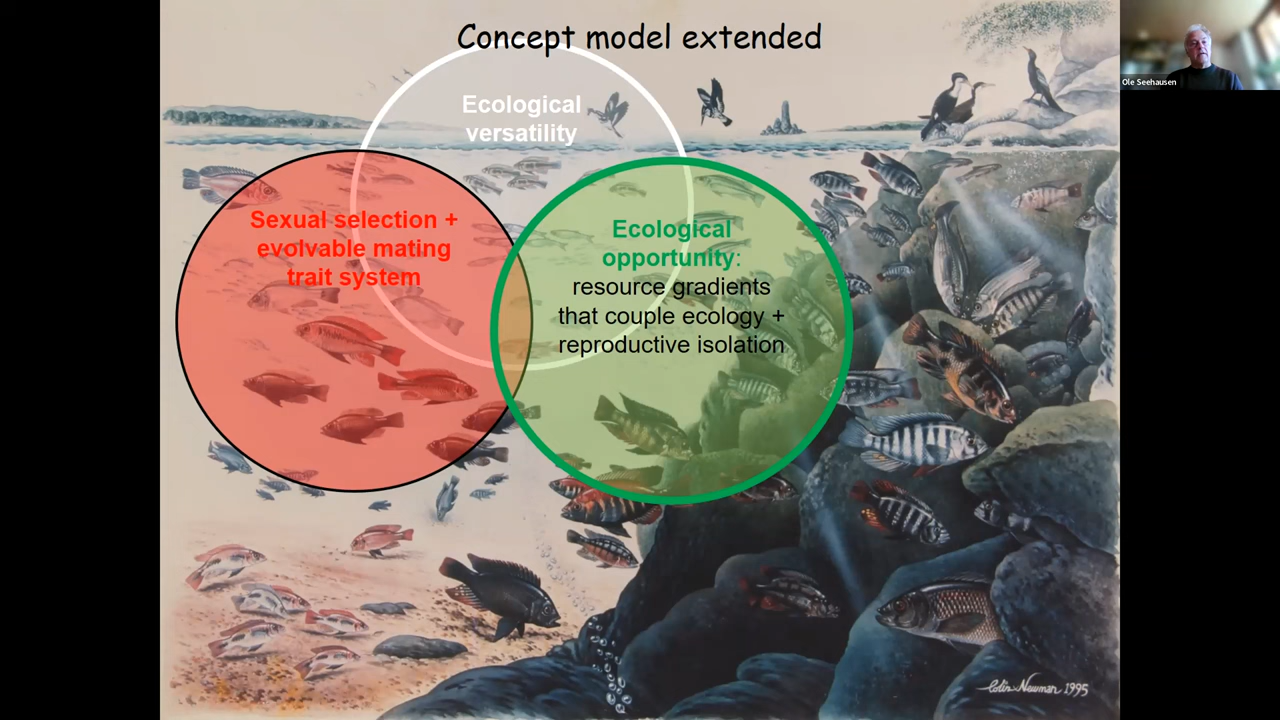 Concept model extended
Ole Seehausen
Ecological
versatility
Sexual selection +
evolvable mating
trait system
Ecological
opportunity:
resource gradients
that couple ecology +
reproductive isolation
Colin Newman 1995